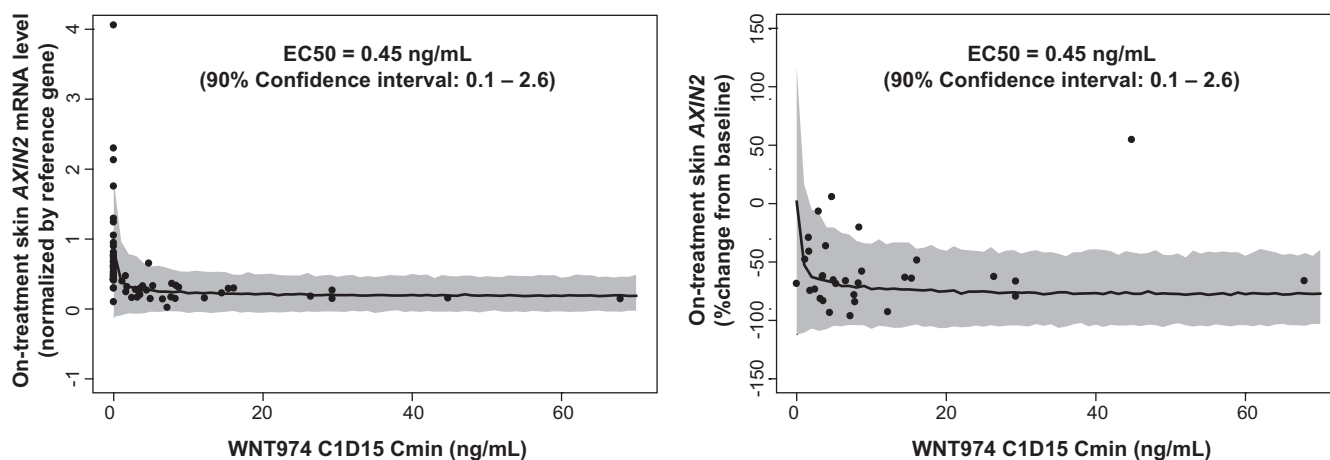 On-treatment skin AXIN2 mRNA level
(normalized by reference gene)
4
3
2
1
0
-1
EC50 = 0.45 ng/mL
(90% Confidence interval: 0.1 – 2.6)
0 20 40 60
WNT974 C1D15 Cmin (ng/mL)
On-treatment skin AXIN2
(%change from baseline)
150
100
50
0
-50
-100
-150
EC50 = 0.45 ng/mL
(90% Confidence interval: 0.1 – 2.6)
0 20 40 60
WNT974 C1D15 Cmin (ng/mL)